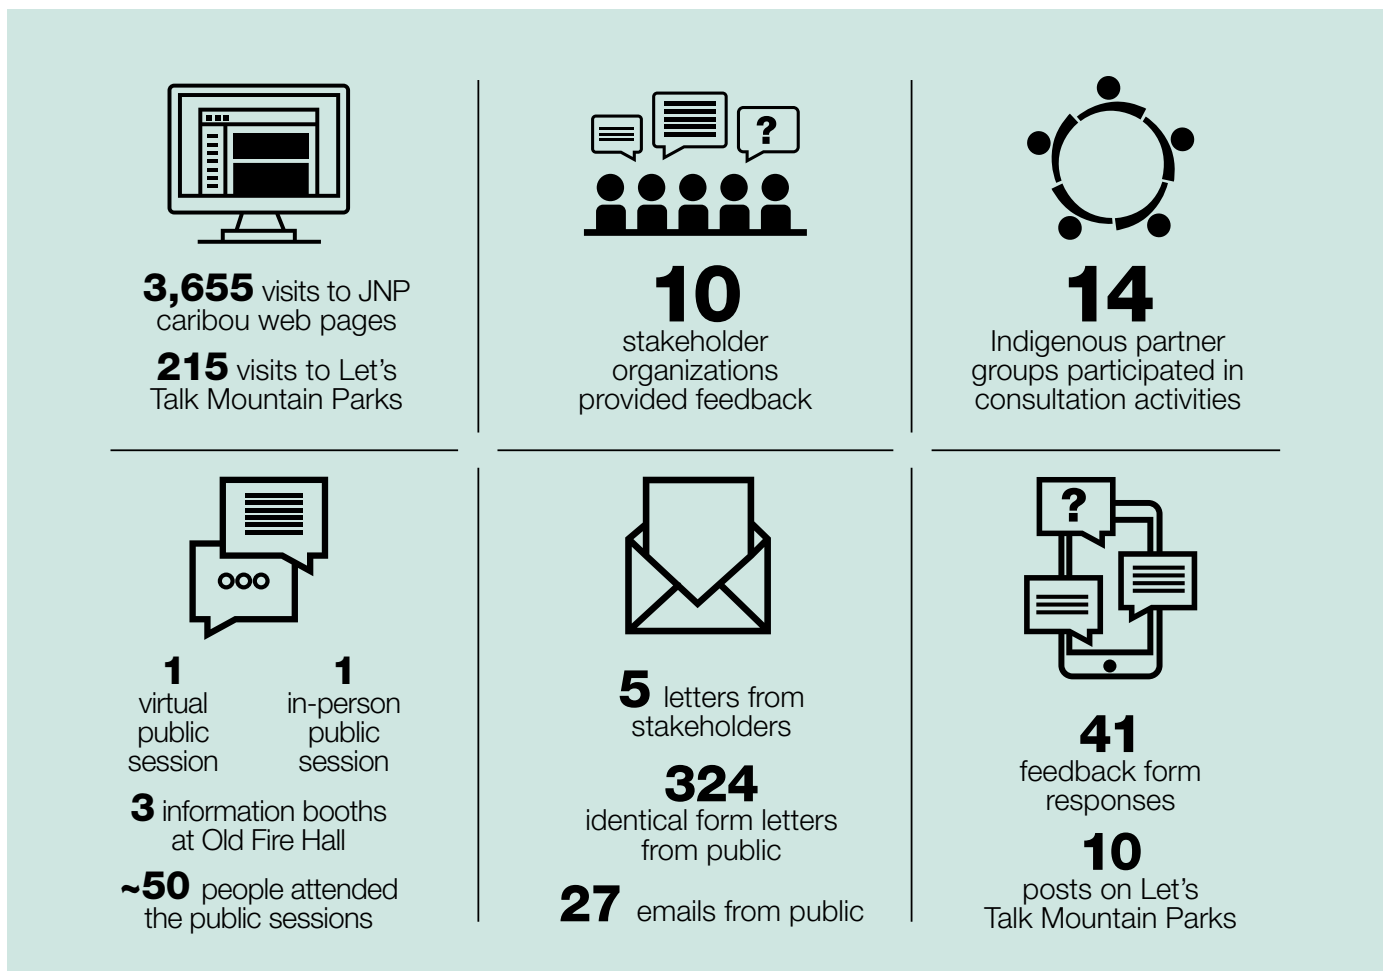 3,655 visits to JNP
caribou web pages
215 visits to Let’s
Talk Mountain Parks
?
10
stakeholder
organizations
provided feedback
14
Indigenous partner
groups participated in
consultation activities
1
virtual
public
session
1
in-person
public
session
3 information booths
at Old Fire Hall
~50 people attended
the public sessions
5 letters from
stakeholders
324
identical form letters
from public
27 emails from public
?
41
feedback form
responses
10
posts on Let’s
Talk Mountain Parks